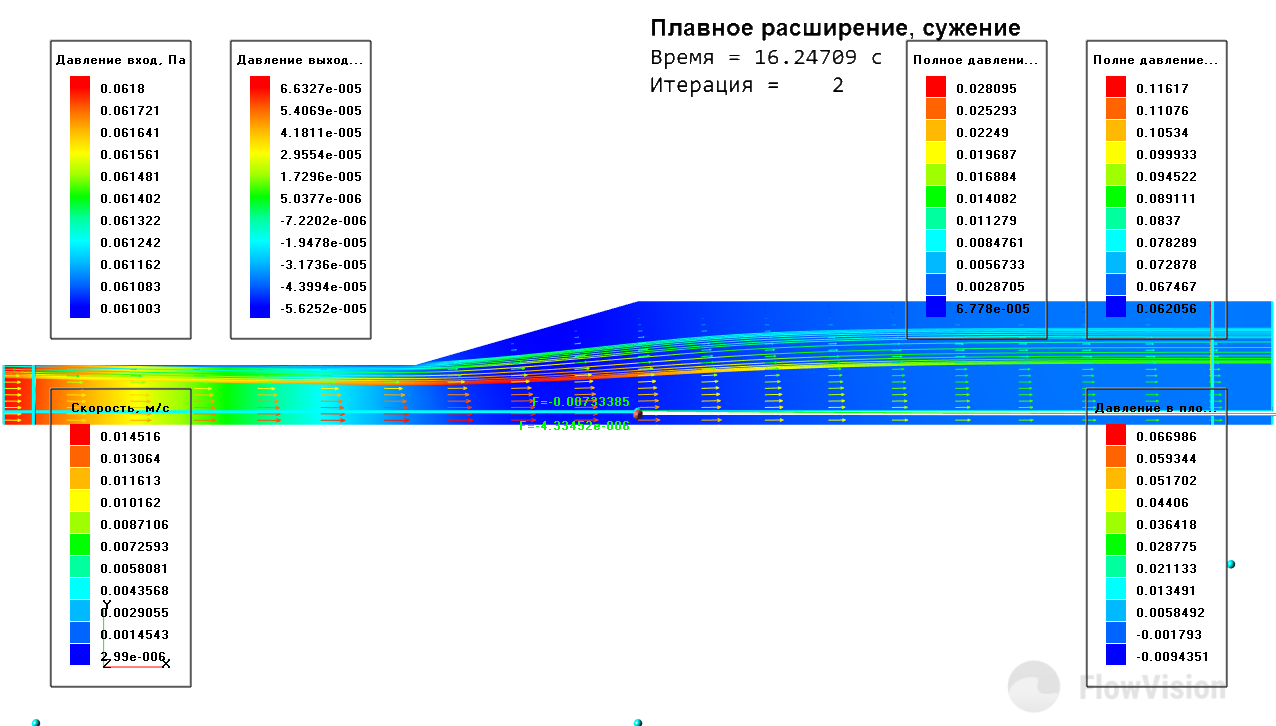 Плавное расширение, сужение
Время = 16.24709 с
Итерация = 2
Давление вход, Па
0.0618
0.061721
0.061641
0.061561
0.061481
0.061402
0.061322
0.061242
0.061162
0.061083
0.061003
Давление выход...
6.6327e-005
5.4069e-005
4.1811e-005
2.9554e-005
1.7296e-005
5.0377e-006
-7.2202e-006
-1.9478e-005
-3.1736e-005
-4.3994e-005
-5.6252e-005
Полное давлени...
0.028095
0.025293
0.02249
0.019687
0.016884
0.014082
0.011279
0.0084761
0.0056733
0.0028705
6.778e-005
Полне давление...
0.11617
0.11076
0.10534
0.099933
0.094522
0.089111
0.0837
0.078289
0.072878
0.067467
0.062056
F=-0.00733385
F=-4.33452e-006
Скорость, м/с
0.014516
0.013064
0.011613
0.010162
0.0087106
0.0072593
0.0058081
0.0043568
0.0029055
0.0014543
2.99e-006
Y
Z X
Давление в пло...
0.066986
0.059344
0.051702
0.04406
0.036418
0.028775
0.021133
0.013491
0.0058492
-0.001793
-0.0094351
FlowVision